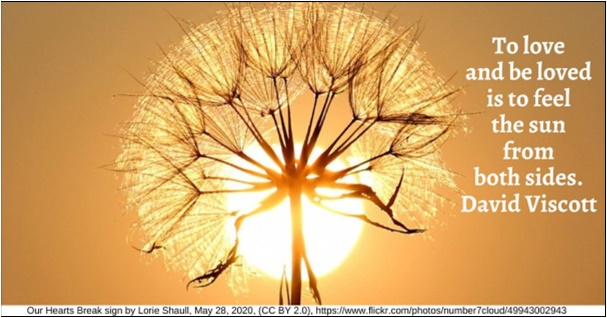 To love
and be loved
is to feel
the sun
from
both sides.
David Viscott
Our Hearts Break sign by Lorie Shaull, May 28, 2020, (CC BY 2.0), https://www.flickr.com/photos/number7cloud/49943002943